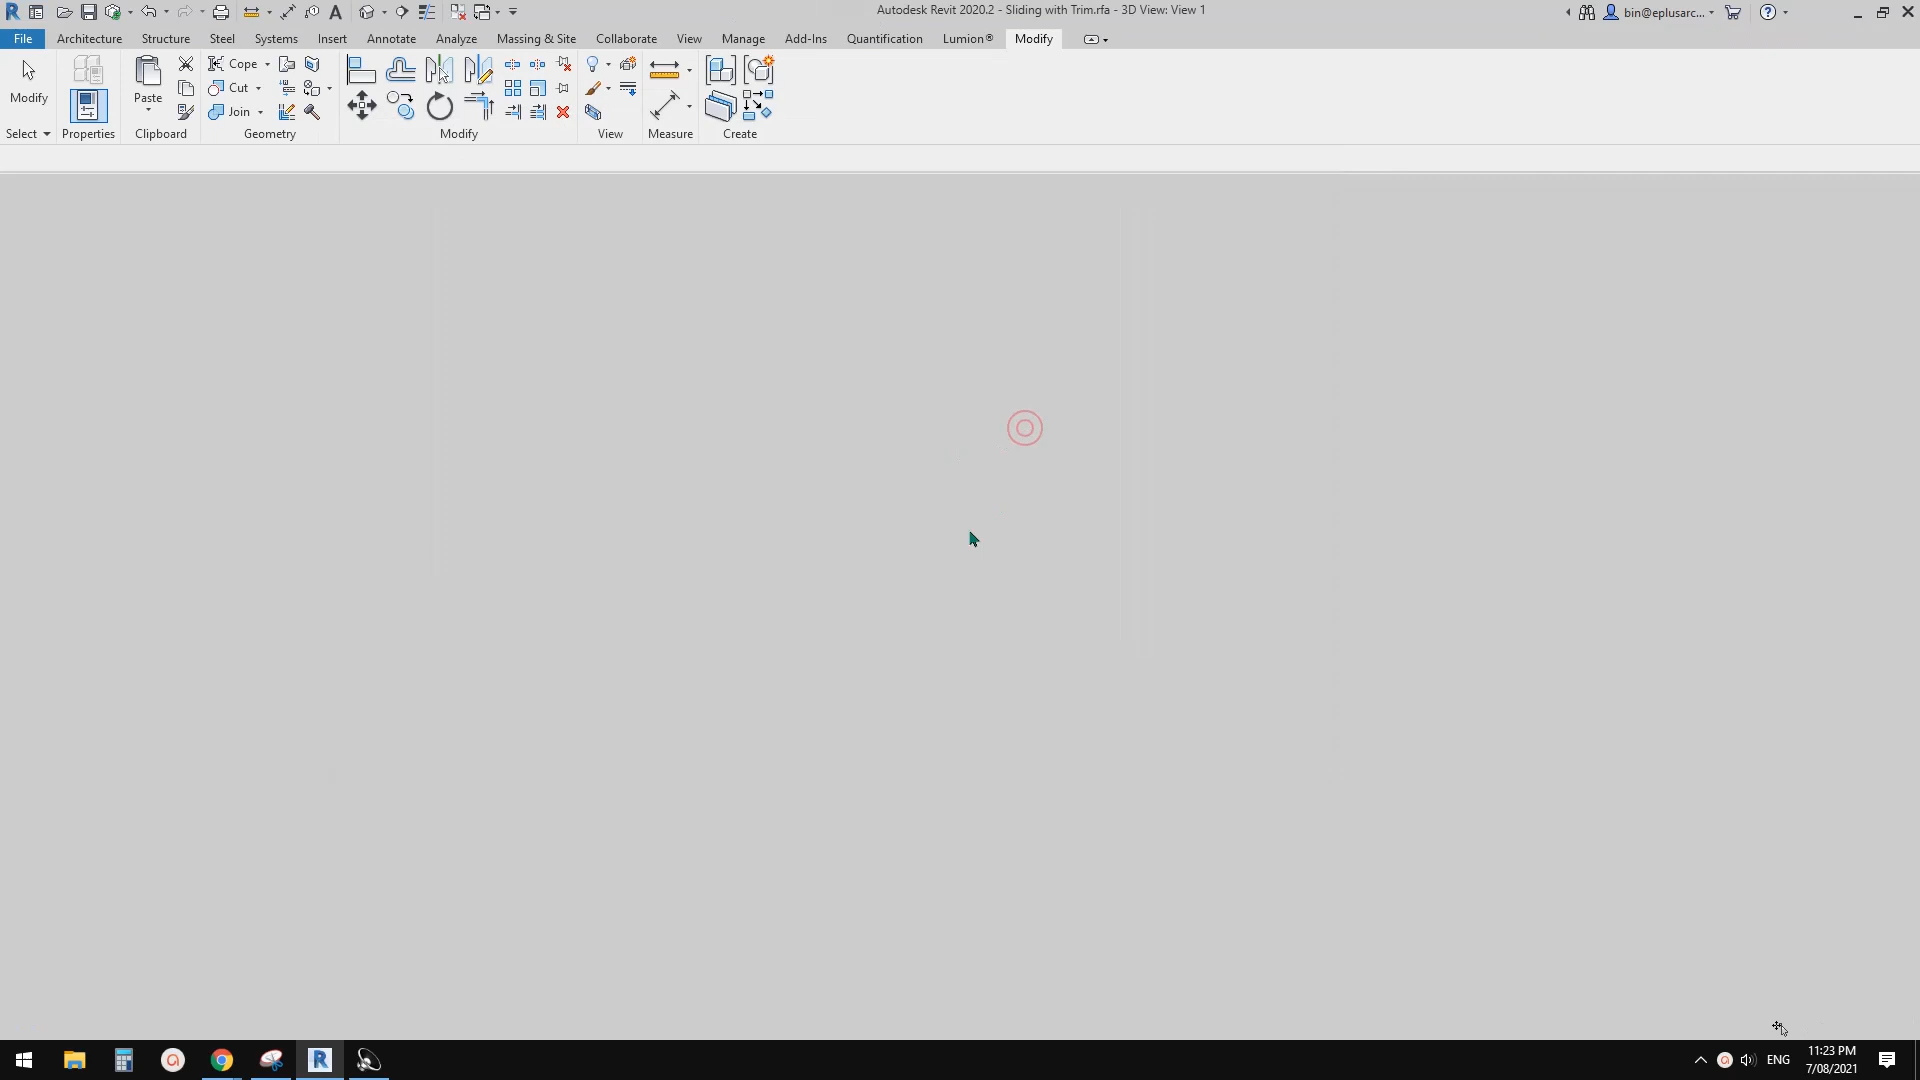 Autodesk Revit 2020.2 - Sliding with Trim.rfa - 3D View: View 1
bin@eplusarc...
File Architecture Structure Steel Systems Insert Annotate Analyze Massing & Site Collaborate View Manage Add-Ins Quantification Lumion® Modify
Cope
Cut
Join
Modify
Paste
Select Properties Clipboard Geometry Modify View Measure Create
ENG
11:23 PM
7/08/2021